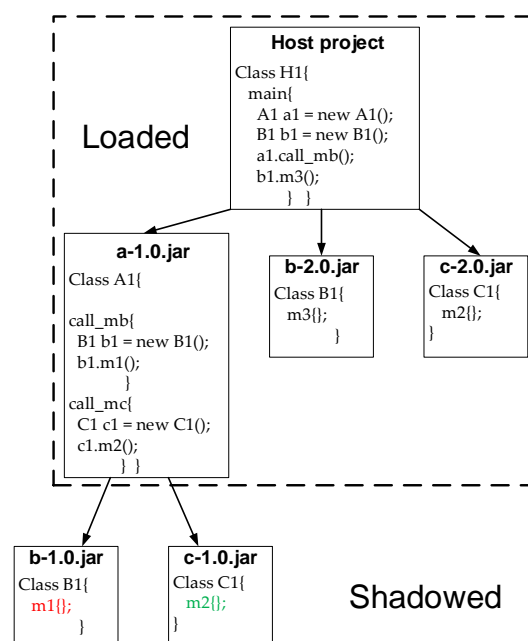 Host project
Class H1{
main{
A1 a1 = new A1();
B1 b1 = new B1();
a1.call_mb();
b1.m3();
} }
Loaded
a-1.0.jar
Class A1{
call_mb{
B1 b1 = new B1();
b1.m1();
}
call_mc{
C1 c1 = new C1();
c1.m2();
} }
b-2.0.jar
Class B1{
m3{};
}
c-2.0.jar
Class C1{
m2{};
}
b-1.0.jar
Class B1{
m1{};
}
c-1.0.jar
Class C1{
m2{};
}
Shadowed